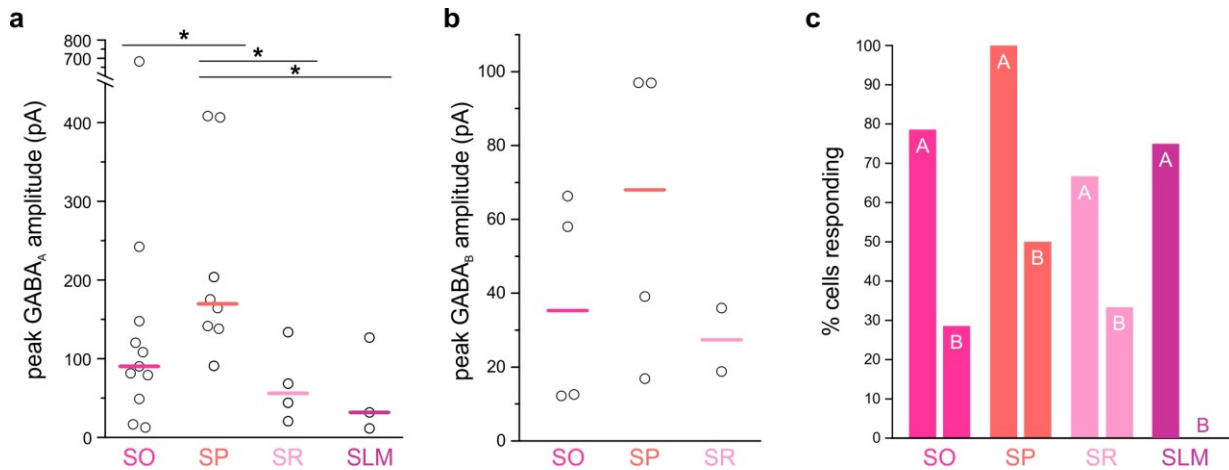 a
peak GABA_A amplitude (pA)
800
700
400
300
200
100
0
*
*
*
SO SP SR SLM
b
peak GABA_B amplitude (pA)
100
80
60
40
20
0
SO SP SR
c
% cells responding
100
90
80
70
60
50
40
30
20
10
0
A B A B A B A B
SO SP SR SLM